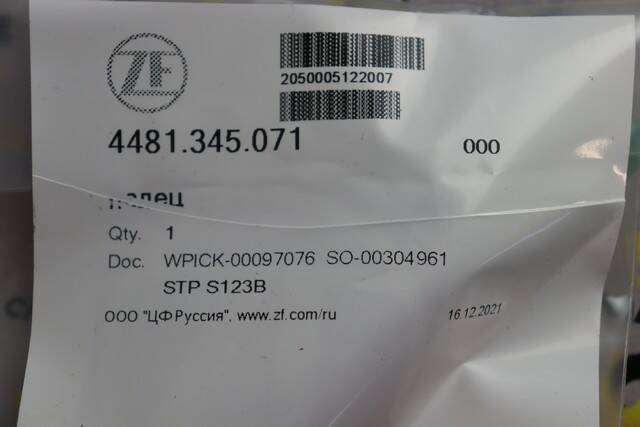 ZF
2050005122007
4481.345.071 000
палец
Qty. 1
Doc. WPICK-00097076 SO-00304961
STP S123B
ООО "ЦФ Руссия", www.zf.com/ru 16.12.2021